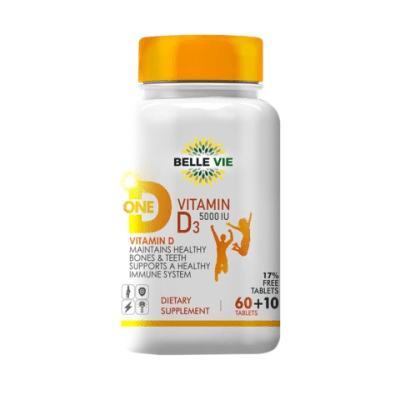 BELLE VIE
D
ONE
VITAMIN
D3 5000 IU
VITAMIN D
MAINTAINS HEALTHY
BONES & TEETH
SUPPORTS A HEALTHY
IMMUNE SYSTEM
17%
FREE
TABLETS
DIETARY
SUPPLEMENT
60+10
TABLETS